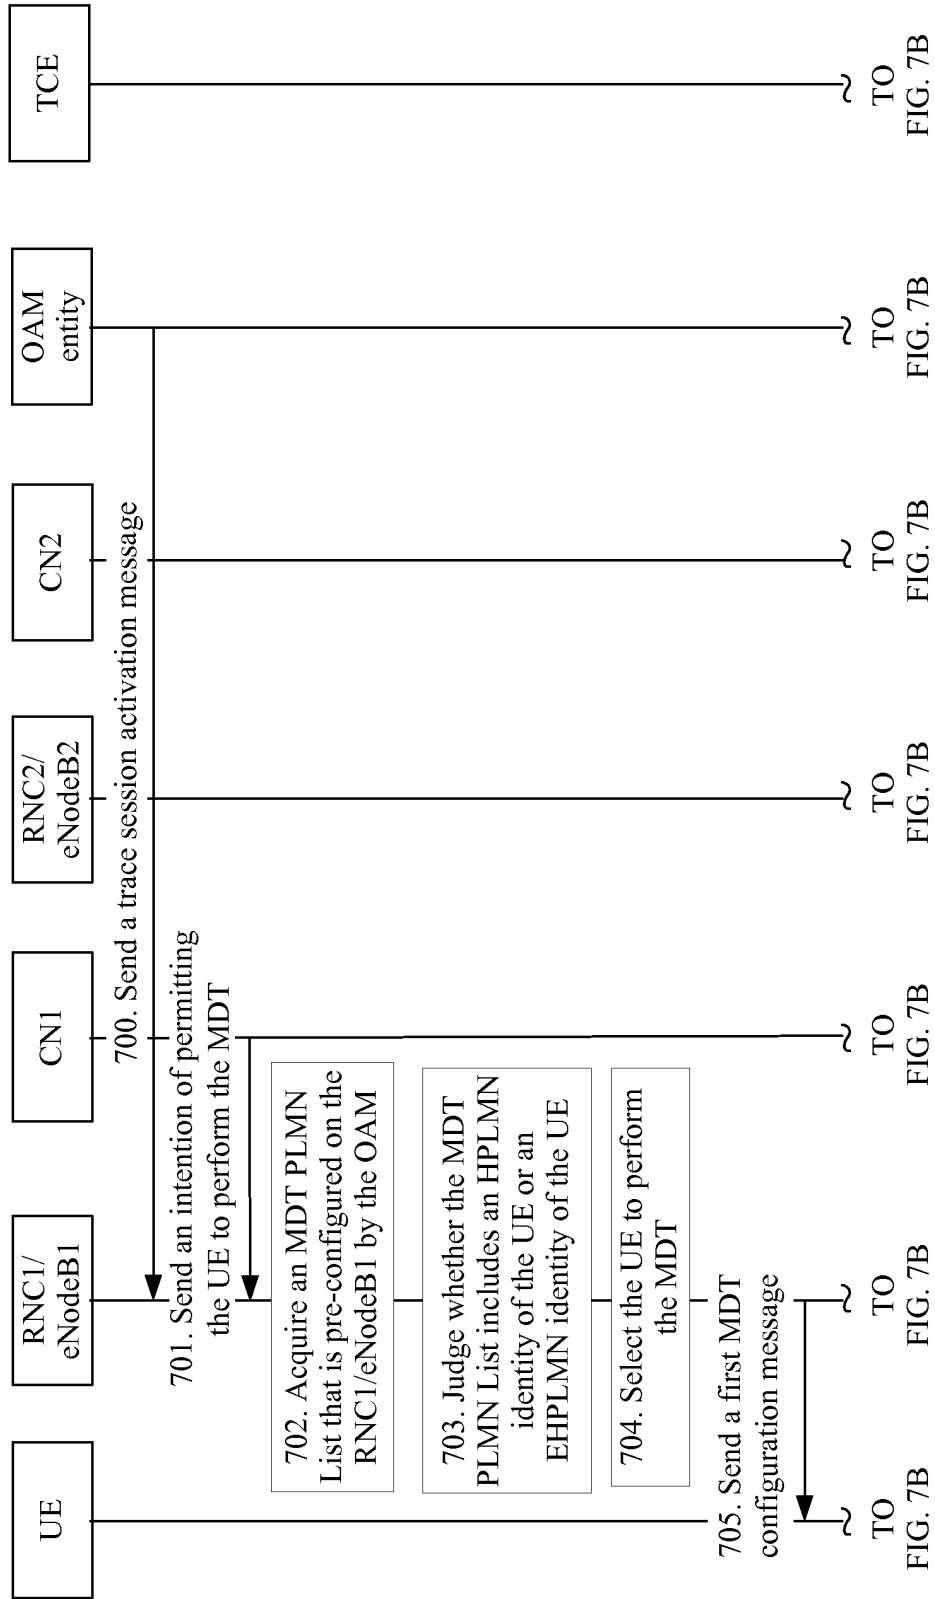 UE
RNC1/
eNodeB1
CN1
RNC2/
eNodeB2
CN2
OAM
entity
TCE
700. Send a trace session activation message
701. Send an intention of permitting
the UE to perform the MDT
702. Acquire an MDT PLMN
List that is pre-configured on the
RNC1/eNodeB1 by the OAM
703. Judge whether the MDT
PLMN List includes an HPLMN
identity of the UE or an
EHPLMN identity of the UE
704. Select the UE to perform
the MDT
705. Send a first MDT
configuration message
TO
FIG. 7B
TO
FIG. 7B
TO
FIG. 7B
TO
FIG. 7B
TO
FIG. 7B
TO
FIG. 7B
TO
FIG. 7B